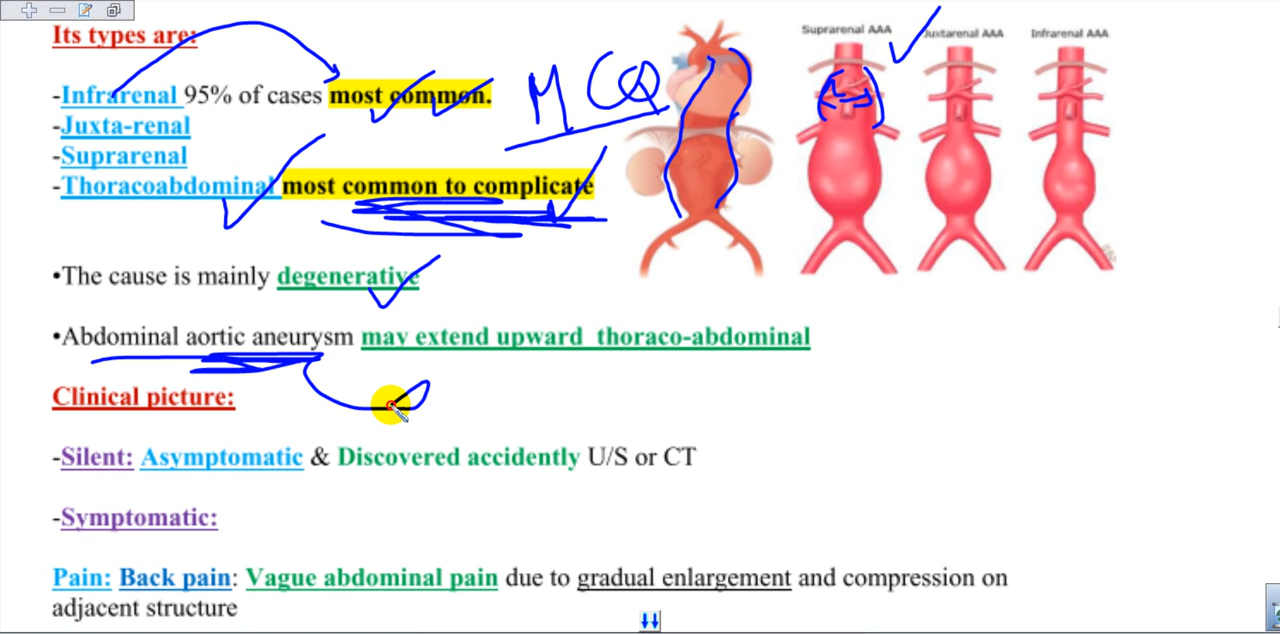 Its types are:
-Infrarenal 95% of cases most common.
MCQ
-Juxta-renal
-Suprarenal
-Thoracoabdominal most common to complicate
Suprarenal AAA
Juxtarenal AAA
Infrarenal AAA
•The cause is mainly degenerative
•Abdominal aortic aneurysm may extend upward thoraco-abdominal
Clinical picture:
-Silent: Asymptomatic & Discovered accidently U/S or CT
-Symptomatic:
Pain: Back pain: Vague abdominal pain due to gradual enlargement and compression on
adjacent structure